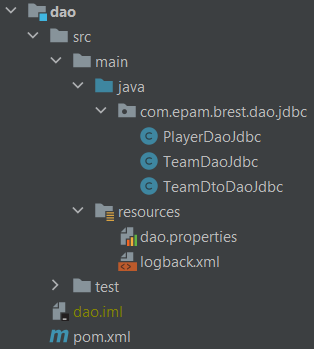 dao
src
main
java
com.epam.brest.dao.jdbc
PlayerDaoJdbc
TeamDaoJdbc
TeamDtoDaoJdbc
resources
dao.properties
logback.xml
test
dao.iml
pom.xml